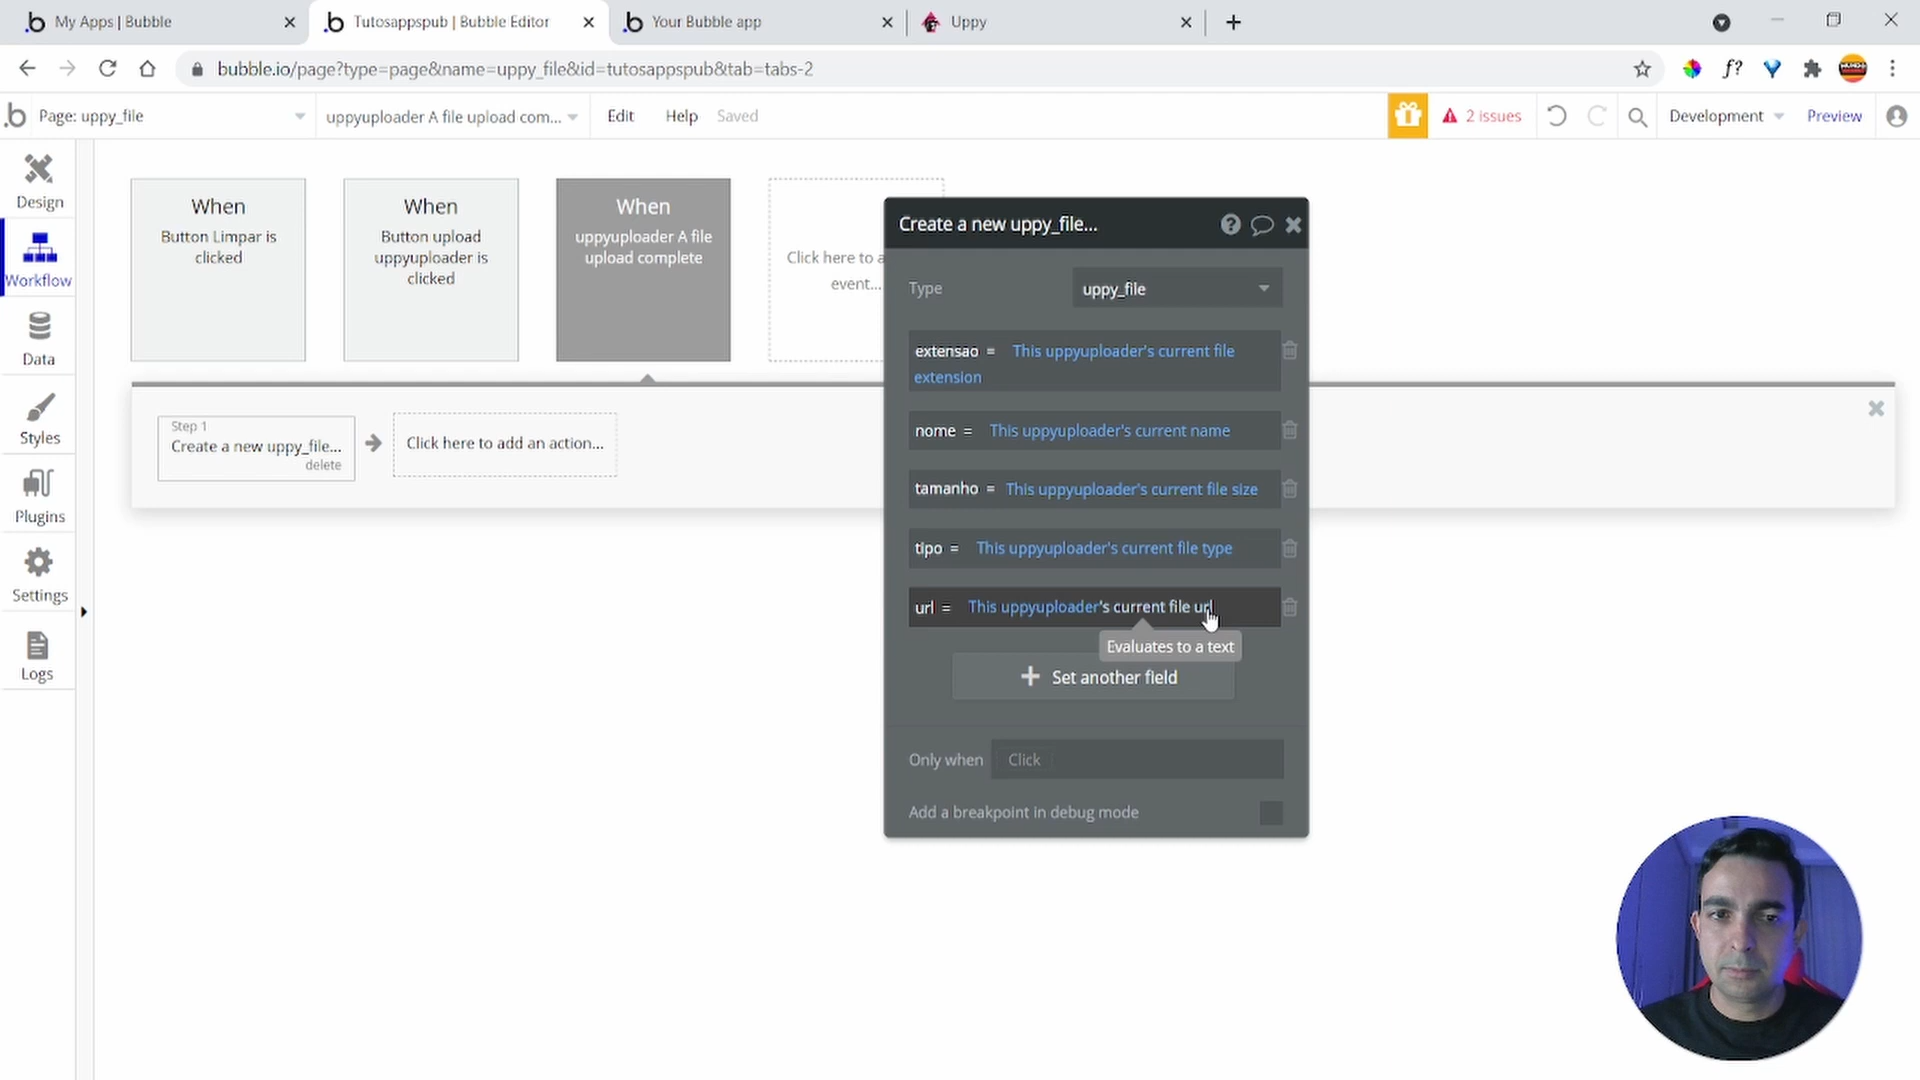 My Apps | Bubble
Tutosappspub | Bubble Editor
Your Bubble app
Uppy
bubble.io/page?type=page&name=uppy_file&id=tutosappspub&tab=tabs-2
f?
Page: uppy_file
uppyuploader A file upload com...
Edit
Help
Saved
2 issues
Development
Preview
Design
Workflow
Data
Styles
Plugins
Settings
Logs
When
Button Limpar is
clicked
When
Button upload
uppyuploader is
clicked
When
uppyuploader A file
upload complete
Click here to a
event...
Step 1
Create a new uppy_file...
delete
Click here to add an action...
Create a new uppy_file...
Type
uppy_file
extensao = This uppyuploader's current file
extension
nome = This uppyuploader's current name
tamanho = This uppyuploader's current file size
tipo = This uppyuploader's current file type
url = This uppyuploader's current file url
Evaluates to a text
Set another field
Only when
Click
Add a breakpoint in debug mode